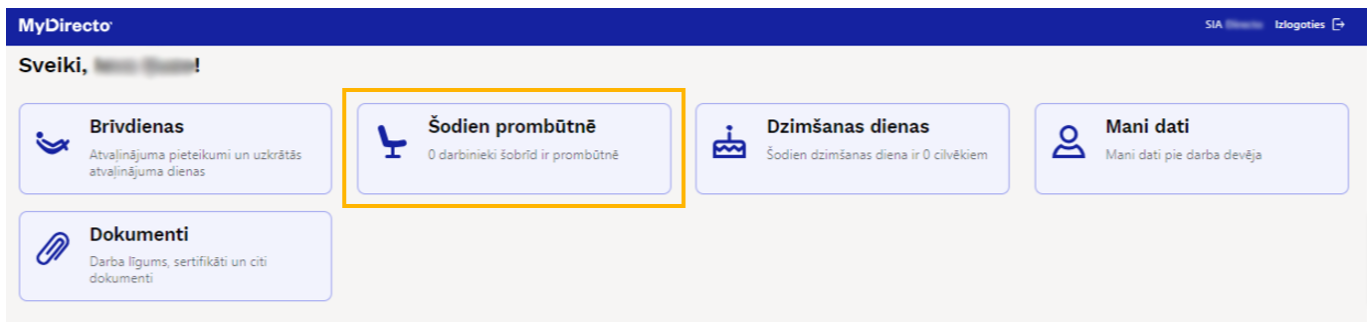 MyDirecto
SIA Izlogoties
Sveiki, !
Brīvdienas
Atvaļinājuma pieteikumi un uzkrātās
atvaļinājuma dienas
Šodien prombūtnē
0 darbinieki šobrīd ir prombūtnē
Dzimšanas dienas
Šodien dzimšanas diena ir 0 cilvēkiem
Mani dati
Mani dati pie darba devēja
Dokumenti
Darba līgums, sertifikāti un citi
dokumenti